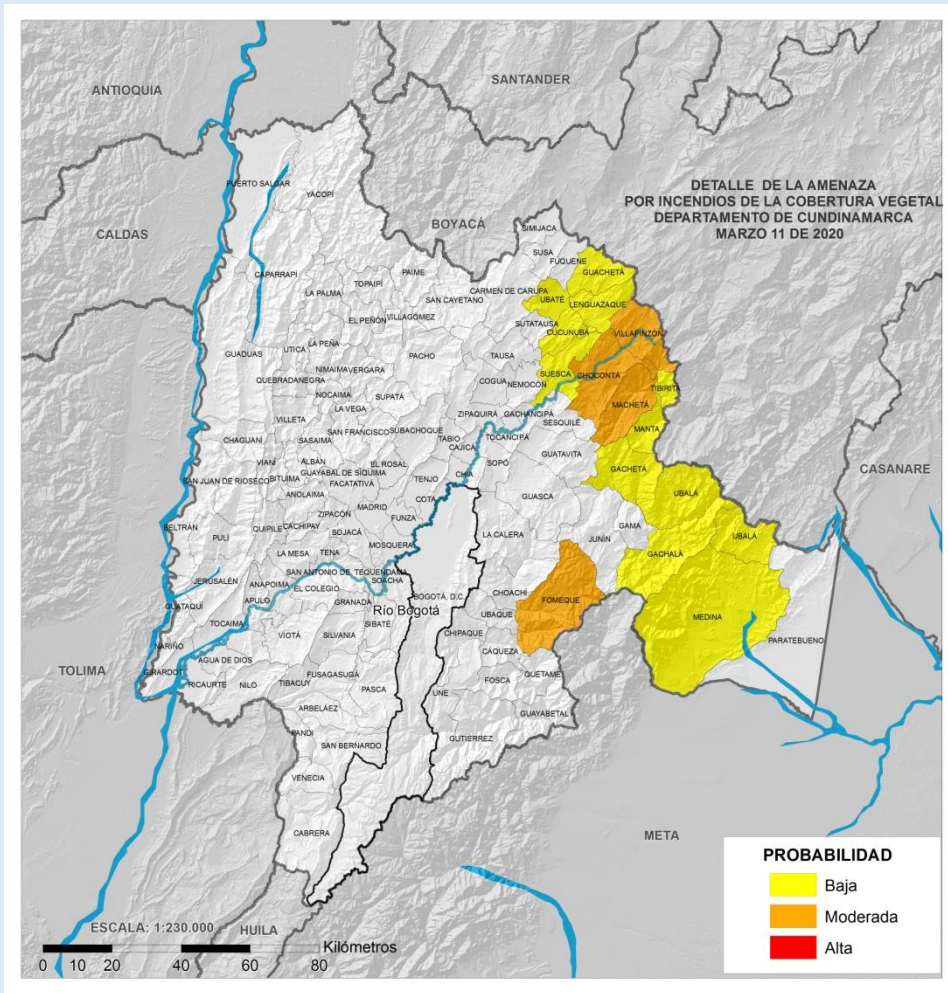 ANTIOQUIA
SANTANDER
CALDAS
BOYACÁ
CASANARE
TOLIMA
META
HUILA
DETALLE DE LA AMENAZA
POR INCENDIOS DE LA COBERTURA VEGETAL
DEPARTAMENTO DE CUNDINAMARCA
MARZO 11 DE 2020
PUERTO SALGAR
YACOPÍ
SIMIJACA
SUSA
FUQUENE
GUACHETÁ
CAPARRAPÍ
TOPAIPÍ
PAIME
CARMEN DE CARUPA
UBATÉ
LENGUAZAQUE
LA PALMA
SAN CAYETANO
EL PEÑÓN
VILLAGÓMEZ
SUTATAUSA
CUCUNUBÁ
VILLAPINZÓN
GUADUAS
UTICA
LA PEÑA
PACHO
TAUSA
NIMAIMA
VERGARA
COGUA
NEMOCÓN
SUESCA
CHOCONTÁ
TIBIRITA
QUEBRADANEGRA
NOCAIMA
SUPATÁ
MACHETÁ
LA VEGA
ZIPAQUIRÁ
GACHANCIPÁ
SESQUILÉ
VILLETA
SAN FRANCISCO
SUBACHOQUE
TABIO
CAJICÁ
TOCANCIPÁ
MANTA
CHAGUANÍ
SASAIMA
GUATAVITA
VIANÍ
ALBÁN
EL ROSAL
CHÍA
SOPÓ
GACHETÁ
SAN JUAN DE RIOSECO
BITUIMA
GUAYABAL DE SÍQUIMA
FACATATIVÁ
TENJO
UBALÁ
ANOLAIMA
MADRID
COTA
GUASCA
BELTRÁN
ZIPACÓN
FUNZA
GAMA
UBALÁ
PULÍ
QUIPILE
CACHIPAY
BOJACÁ
MOSQUERA
LA CALERA
JUNÍN
GACHALÁ
LA MESA
TENA
SAN ANTONIO DE TEQUENDAMA
SOACHA
JERUSALÉN
ANAPOIMA
EL COLEGIO
BOGOTÁ, D.C.
CHOACHI
FÓMEQUE
GUATAQUÍ
APULO
GRANADA
Río Bogotá
UBAQUE
MEDINA
TOCAIMA
SIBATÉ
NARIÑO
VIOTÁ
SILVANIA
CHIPAQUE
PARATEBUENO
GIRARDOT
AGUA DE DIOS
CÁQUEZA
RICAURTE
NILO
TIBACUY
FUSAGASUGÁ
PASCA
UNE
FOSCA
QUETAME
ARBELÁEZ
GUAYABETAL
PANDI
SAN BERNARDO
GUTIÉRREZ
VENECIA
CABRERA
PROBABILIDAD
Baja
Moderada
Alta
ESCALA: 1:230.000
Kilómetros
0 10 20 40 60 80